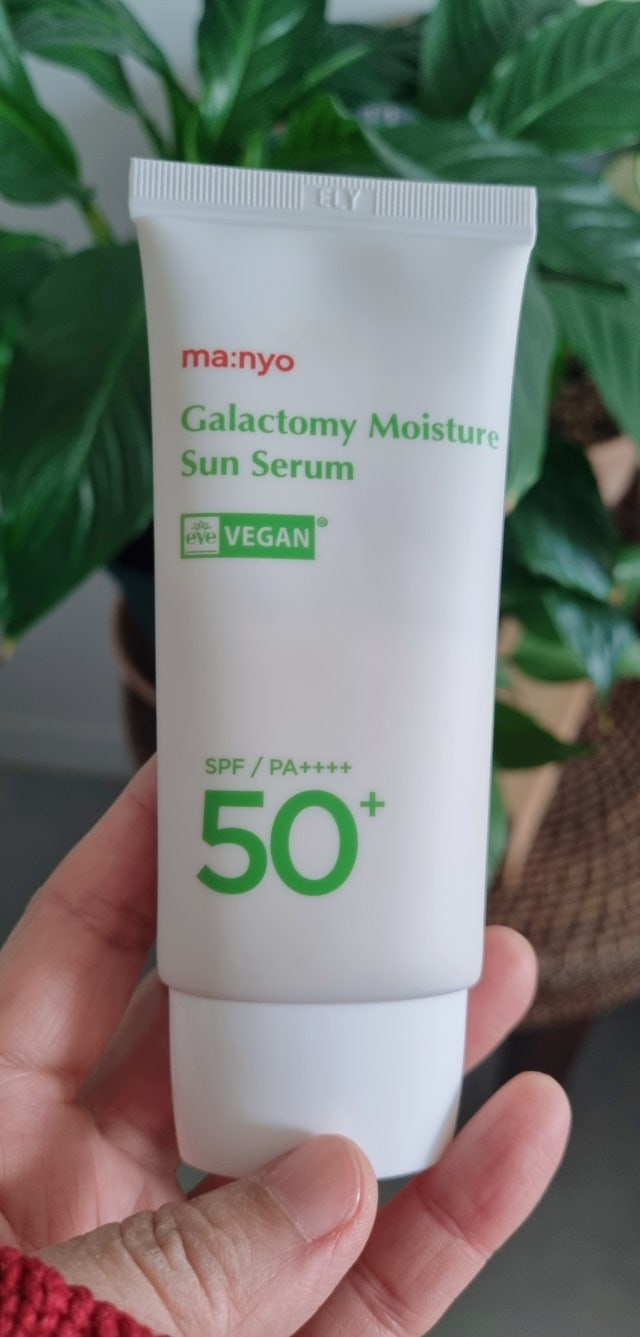 ma:nyo
Galactomy Moisture
Sun Serum
eve VEGAN®
SPF / PA++++
50+